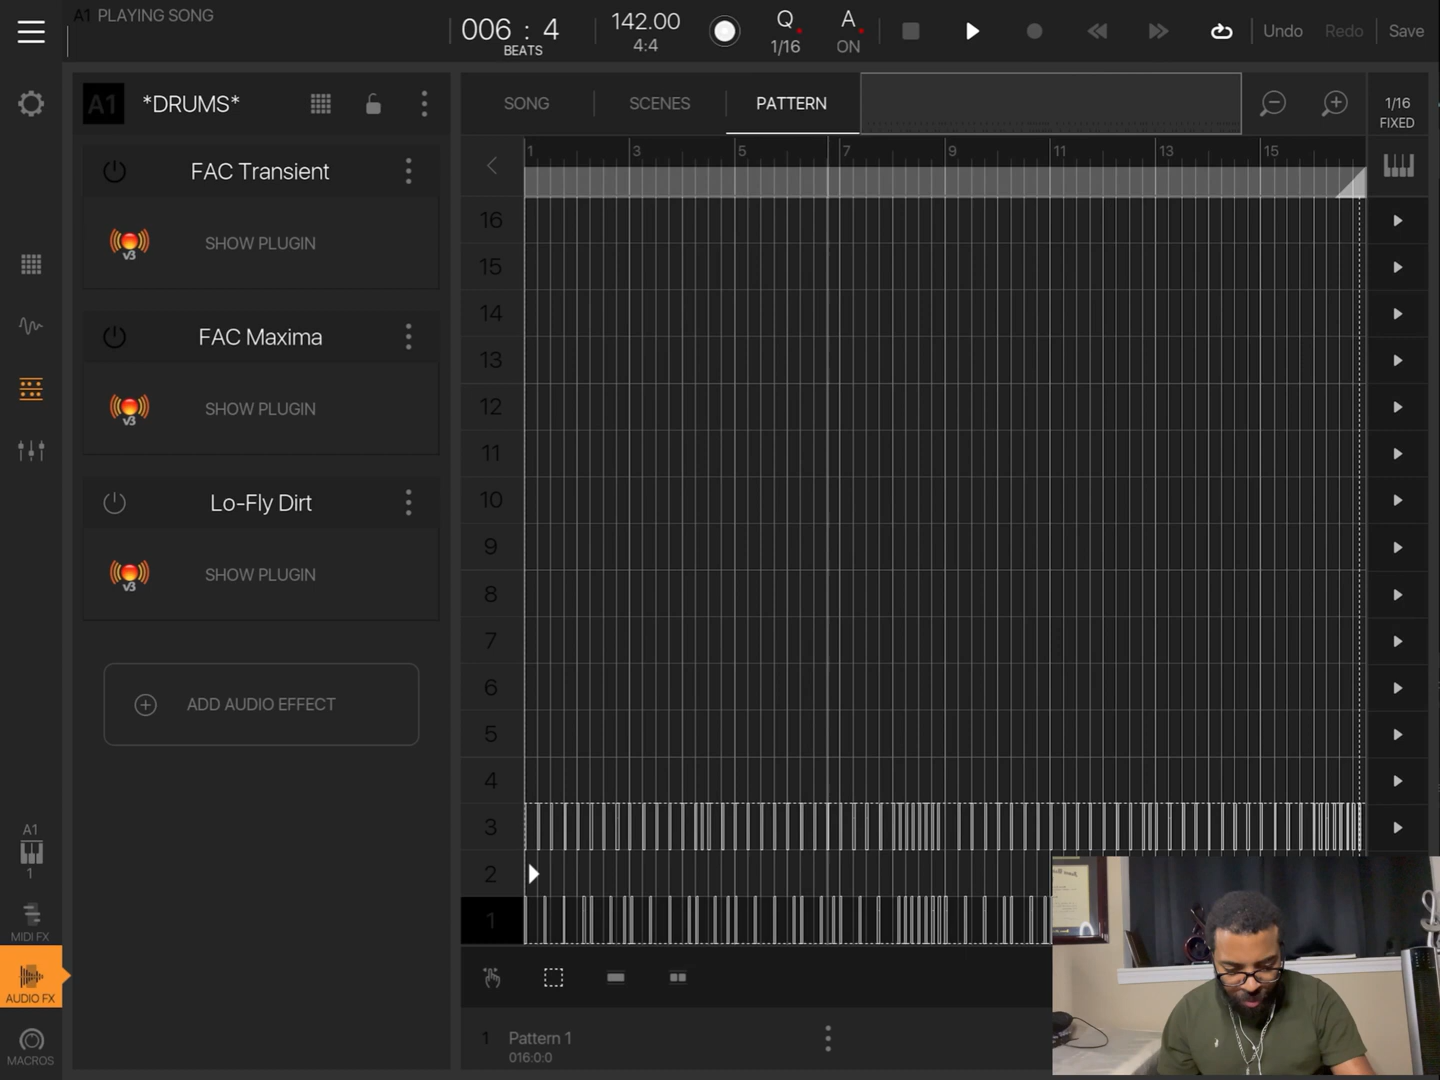 A1 PLAYING SONG
006 : 4
BEATS
142.00
4:4
Q
1/16
A
ON
Undo
Redo
Save
A1
*DRUMS*
SONG
SCENES
PATTERN
1/16
FIXED
FAC Transient
SHOW PLUGIN
v3
FAC Maxima
SHOW PLUGIN
v3
Lo-Fly Dirt
SHOW PLUGIN
v3
ADD AUDIO EFFECT
1 3 5 7 9 11 13 15
16
15
14
13
12
11
10
9
8
7
6
5
4
3
2
1
A1
1
MIDI FX
AUDIO FX
MACROS
1 Pattern 1
016:0:0